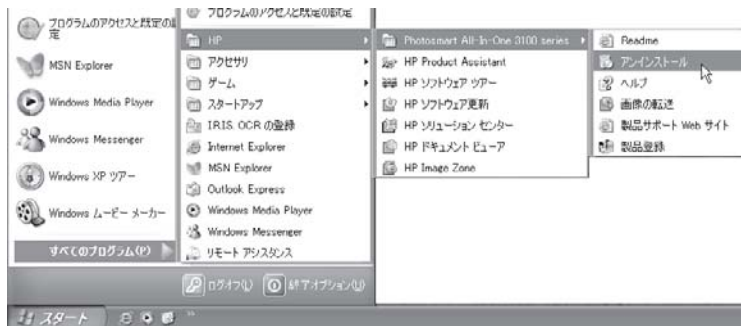 プログラムのアクセスと既定の
定
MSN Explorer
Windows Media Player
Windows Messenger
Windows XP ツアー
Windows ムービー メーカー
すべてのプログラム(P)
プログラムのアクセスと既定の設定
HP
アクセサリ
ゲーム
スタートアップ
I.R.I.S. OCR の登録
Internet Explorer
MSN Explorer
Outlook Express
Windows Media Player
Windows Messenger
リモート アシスタンス
Photosmart All-In-One 3100 series
HP Product Assistant
HP ソフトウェア ツアー
HP ソフトウェア更新
HP ソリューション センター
HP ドキュメント ビューア
HP Image Zone
Readme
アンインストール
ヘルプ
画像の転送
製品サポート Web サイト
製品登録
ログオフ(L)
終了オプション(U)
スタート